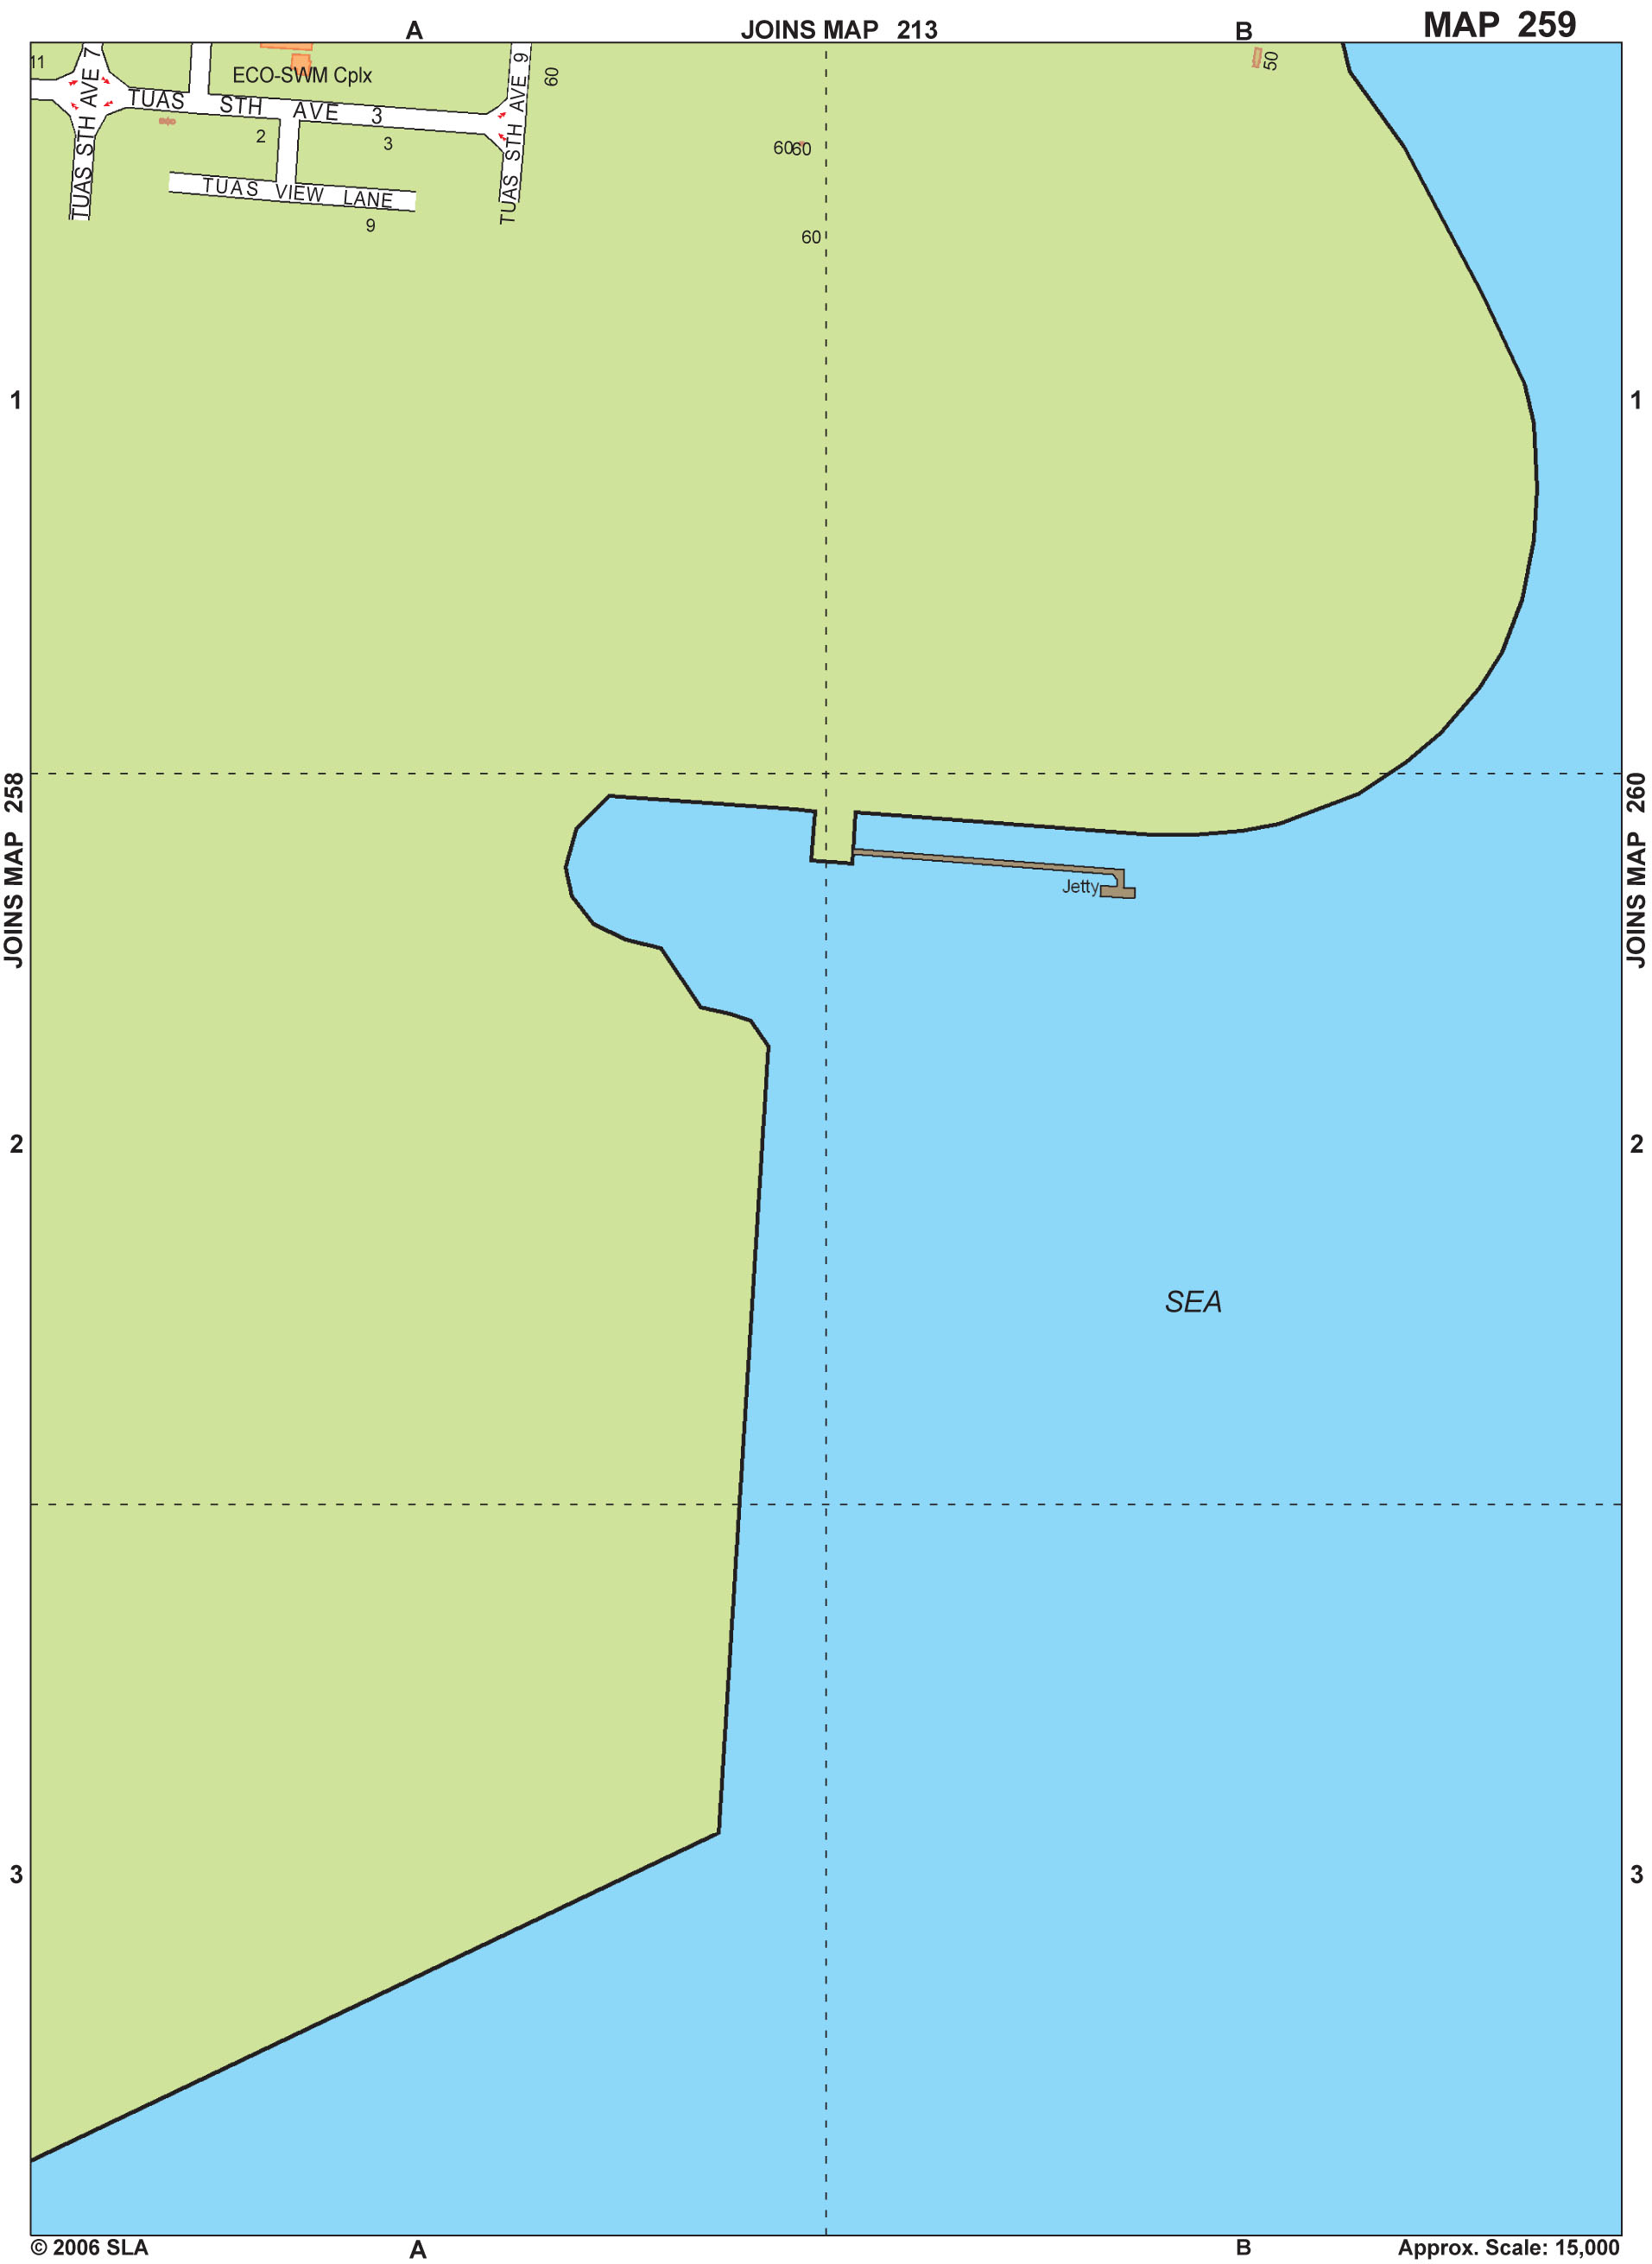 A JOINS MAP 213 B MAP 259
11
TUAS STH AVE 7
ECO-SWM Cplx
TUAS STH AVE 3
TUAS STH AVE 9
60
50
2
3
6060
TUAS VIEW LANE
9
60
1 1
JOINS MAP 258
JOINS MAP 260
Jetty
2 2
SEA
3 3
© 2006 SLA A B Approx. Scale: 15,000